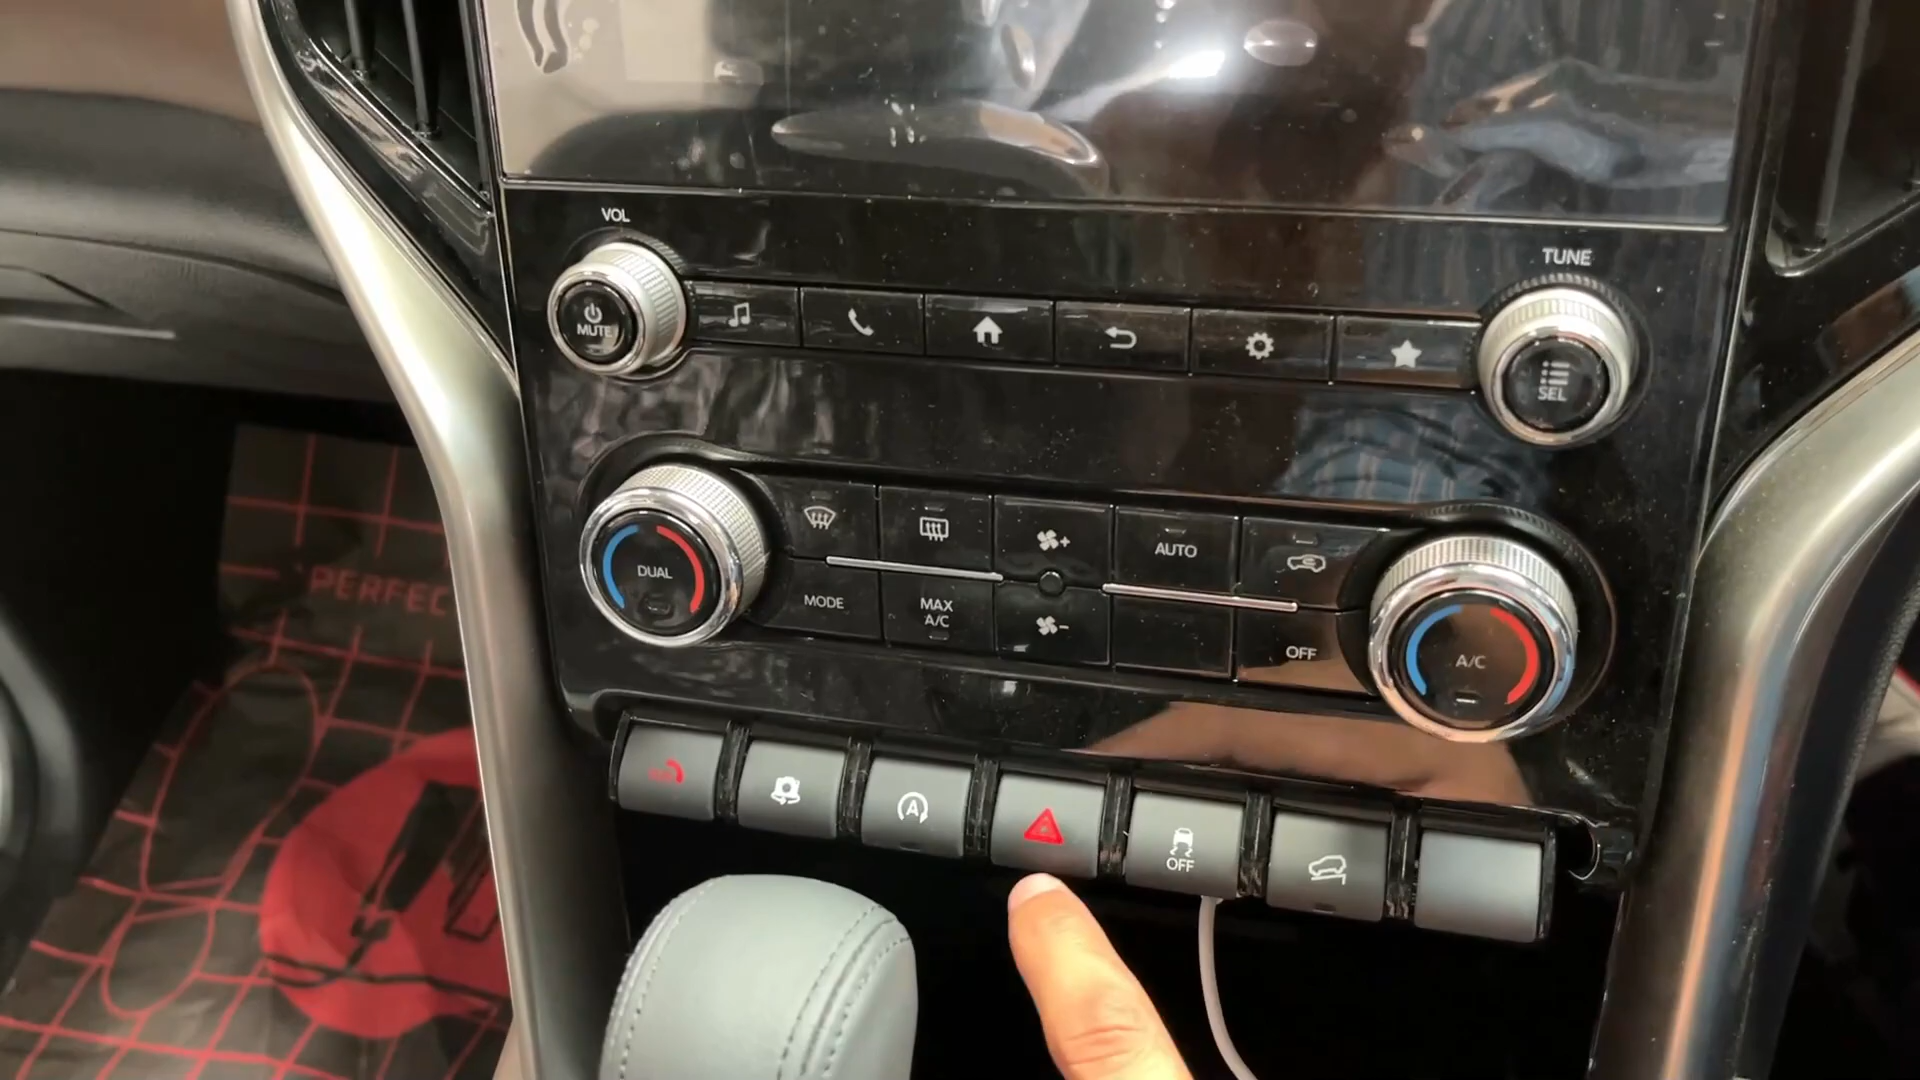 VOL
TUNE
MUTE
SEL
DUAL
AUTO
MODE
MAX
A/C
OFF
A/C
A
OFF
PERFEC